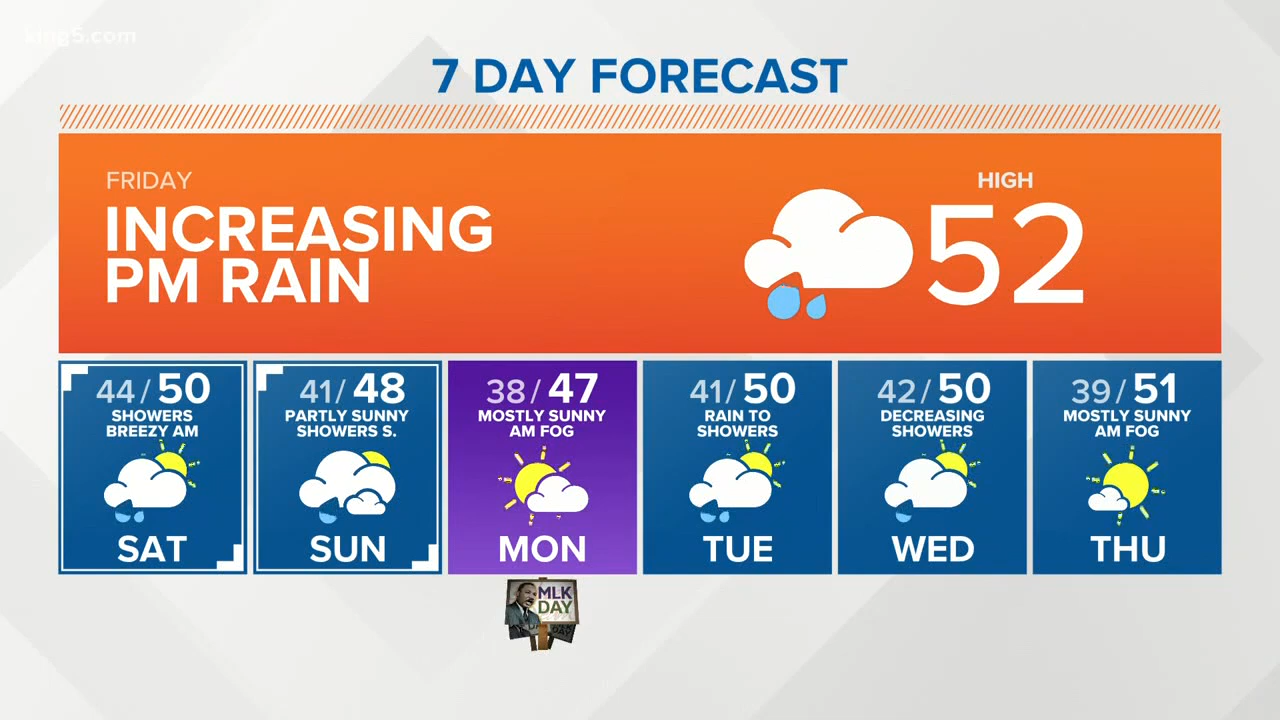 king5.com
7 DAY FORECAST
FRIDAY
INCREASING
PM RAIN
HIGH
52
44 / 50
SHOWERS
BREEZY AM
SAT
41 / 48
PARTLY SUNNY
SHOWERS S.
SUN
38 / 47
MOSTLY SUNNY
AM FOG
MON
41 / 50
RAIN TO
SHOWERS
TUE
42 / 50
DECREASING
SHOWERS
WED
39 / 51
MOSTLY SUNNY
AM FOG
THU
MLK
DAY